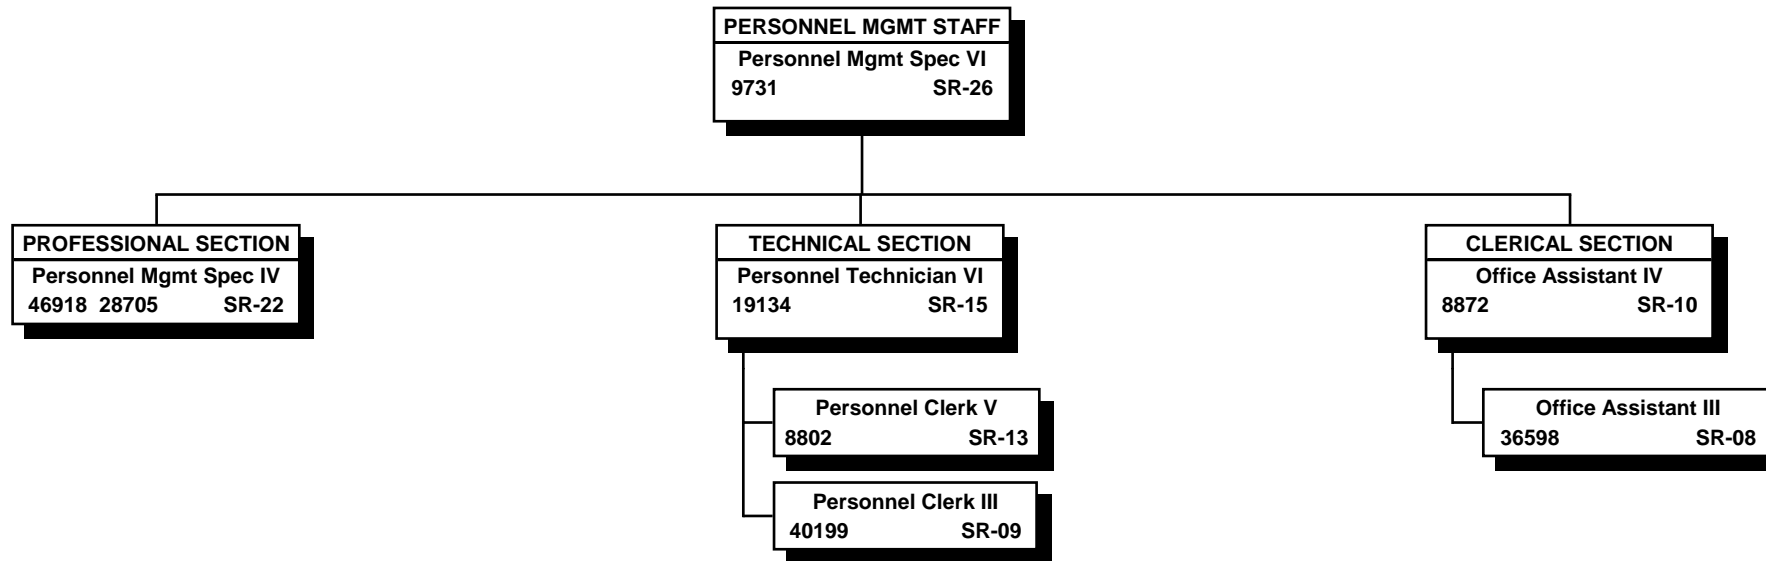 PERSONNEL MGMT STAFF
Personnel Mgmt Spec VI
9731 SR-26
PROFESSIONAL SECTION
Personnel Mgmt Spec IV
46918 28705 SR-22
TECHNICAL SECTION
Personnel Technician VI
19134 SR-15
Personnel Clerk V
8802 SR-13
Personnel Clerk III
40199 SR-09
CLERICAL SECTION
Office Assistant IV
8872 SR-10
Office Assistant III
36598 SR-08